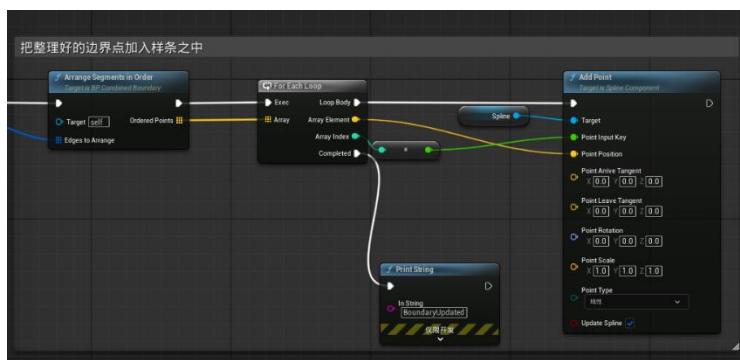 把整理好的边界点加入样条之中
Arrange Segments in Order
Target is BP Combined Boundary
Target self
Ordered Points
Edges to Arrange
For Each Loop
Exec
Loop Body
Array
Array Element
Array Index
Completed
Spline
Add Point
Target is Spline Component
Target
Point Input Key
Point Position
Point Arrive Tangent
X 0.0 Y 0.0 Z 0.0
Point Leave Tangent
X 0.0 Y 0.0 Z 0.0
Point Rotation
X 0.0 Y 0.0 Z 0.0
Point Scale
X 1.0 Y 1.0 Z 1.0
Point Type
线性
Update Spline
Print String
In String
BoundaryUpdated
仅限开发